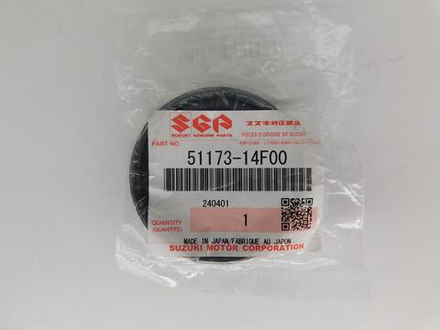 SGP
スズキ純正部品
SUZUKI GENUINE PARTS
PIECES D'ORIGINE DE SUZUKI
PART NO.
51173-14F00
240401
QUANTITY
(QUANTITÉ)
1
MADE IN JAPAN/FABRIQUE AU JAPON
SUZUKI MOTOR CORPORATION